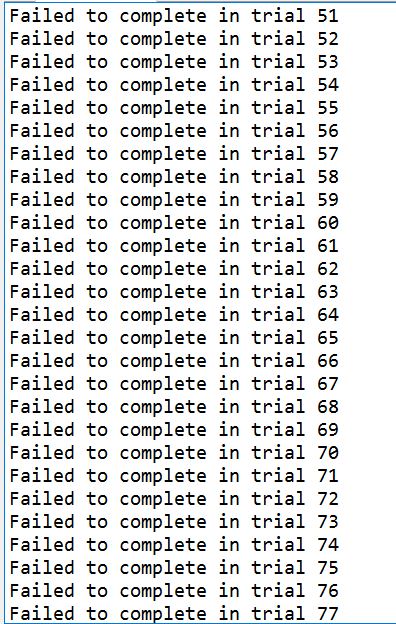 Failed to complete in trial 51
Failed to complete in trial 52
Failed to complete in trial 53
Failed to complete in trial 54
Failed to complete in trial 55
Failed to complete in trial 56
Failed to complete in trial 57
Failed to complete in trial 58
Failed to complete in trial 59
Failed to complete in trial 60
Failed to complete in trial 61
Failed to complete in trial 62
Failed to complete in trial 63
Failed to complete in trial 64
Failed to complete in trial 65
Failed to complete in trial 66
Failed to complete in trial 67
Failed to complete in trial 68
Failed to complete in trial 69
Failed to complete in trial 70
Failed to complete in trial 71
Failed to complete in trial 72
Failed to complete in trial 73
Failed to complete in trial 74
Failed to complete in trial 75
Failed to complete in trial 76
Failed to complete in trial 77